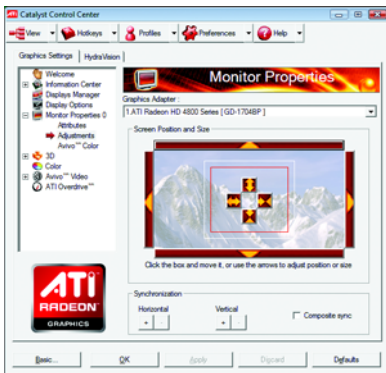 ATI Catalyst Control Center
View Hotkeys Profiles Preferences Help
Graphics Settings HydraVision
Welcome
Information Center
Displays Manager
Display Options
Monitor Properties 0
Attributes
Adjustments
Avivo™ Color
3D
Color
Avivo™ Video
ATI Overdrive™
ATI
RADEON
GRAPHICS
Monitor Properties
Graphics Adapter :
1.ATI Radeon HD 4800 Series [ GD-1704BP ]
Screen Position and Size
Click the box and move it, or use the arrows to adjust position or size
Synchronization
Horizontal Vertical
+ - + -
Composite sync
Basic... OK Apply Discard Defaults